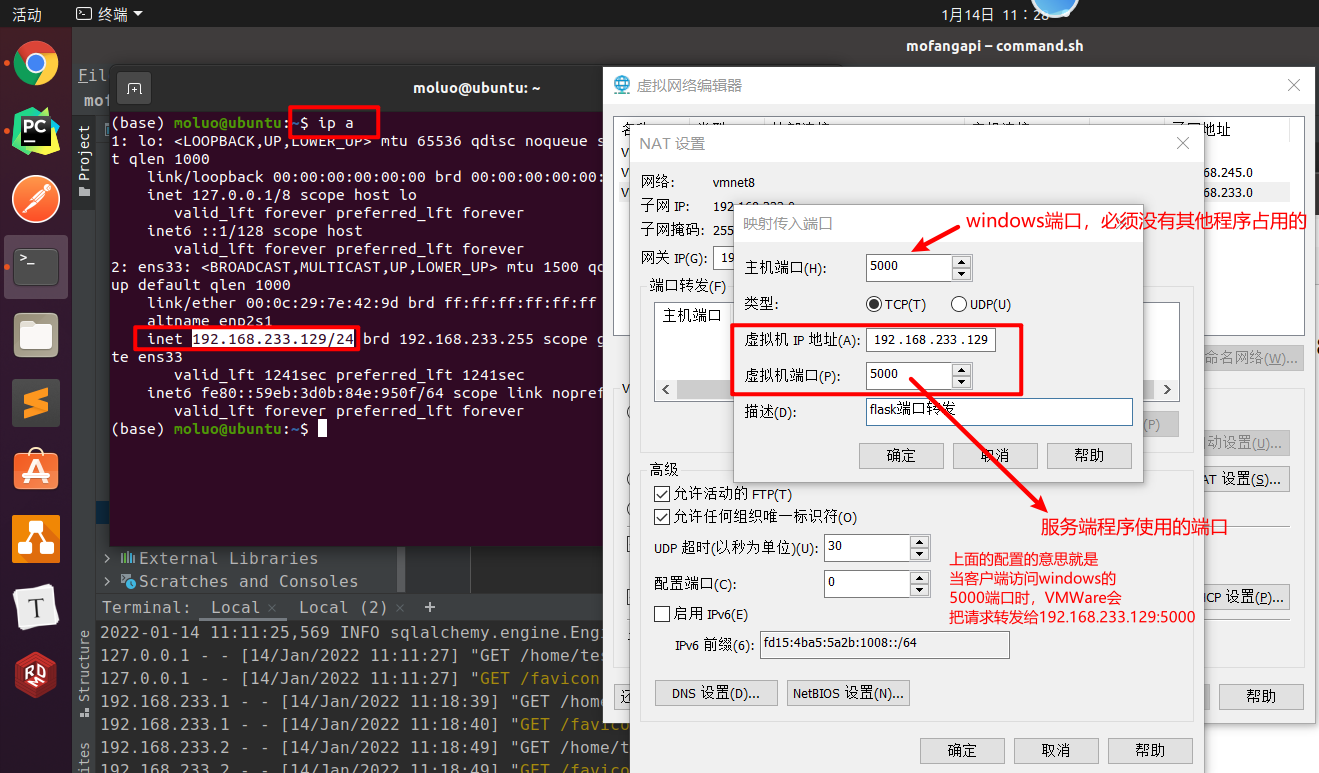 活动
终端
1月14日 11：28
mofangapi – command.sh
moluo@ubuntu: ~
(base) moluo@ubuntu:~$ ip a
1: lo: <LOOPBACK,UP,LOWER_UP> mtu 65536 qdisc noqueue s
t qlen 1000
link/loopback 00:00:00:00:00:00 brd 00:00:00:00:00:
inet 127.0.0.1/8 scope host lo
valid_lft forever preferred_lft forever
inet6 ::1/128 scope host
valid_lft forever preferred_lft forever
2: ens33: <BROADCAST,MULTICAST,UP,LOWER_UP> mtu 1500 qd
up default qlen 1000
link/ether 00:0c:29:7e:42:9d brd ff:ff:ff:ff:ff:ff
altname enp2s1
inet 192.168.233.129/24 brd 192.168.233.255 scope g
te ens33
valid_lft 1241sec preferred_lft 1241sec
inet6 fe80::59eb:3d0b:84e:950f/64 scope link nopref
valid_lft forever preferred_lft forever
(base) moluo@ubuntu:~$
Fil
mof
PC
Project
External Libraries
Scratches and Consoles
Terminal: Local × Local (2) × +
2022-01-14 11:11:25,569 INFO sqlalchemy.engine.Engi
127.0.0.1 - - [14/Jan/2022 11:11:27] "GET /home/tes
127.0.0.1 - - [14/Jan/2022 11:11:27] "GET /favicon
192.168.233.1 - - [14/Jan/2022 11:18:39] "GET /home
192.168.233.1 - - [14/Jan/2022 11:18:40] "GET /favico
192.168.233.2 - - [14/Jan/2022 11:18:49] "GET /home/t
192.168.233.2 - - [14/Jan/2022 11:18:49] "GET /favico
Structure
T
虚拟网络编辑器
地址
68.245.0
68.233.0
命名网络(W)...
动设置(U)...
AT 设置(S)...
CP 设置(P)...
还
帮助
NAT 设置
网络: vmnet8
子网 IP: 192.168.233.0
子网掩码: 255
网关 IP(G): 19
端口转发(F)
主机端口
(P)
高级
允许活动的 FTP(T)
允许任何组织唯一标识符(O)
UDP 超时(以秒为单位)(U): 30
配置端口(C): 0
启用 IPv6(E)
IPv6 前缀(6): fd15:4ba5:5a2b:1008::/64
DNS 设置(D)... NetBIOS 设置(N)...
确定 取消 帮助
映射传入端口
主机端口(H): 5000
类型: TCP(T) UDP(U)
虚拟机 IP 地址(A): 192 . 168 . 233 . 129
虚拟机端口(P): 5000
描述(D): flask端口转发
确定 取消 帮助
windows端口，必须没有其他程序占用的
服务端程序使用的端口
上面的配置的意思就是
当客户端访问windows的
5000端口时，VMWare会
把请求转发给192.168.233.129:5000